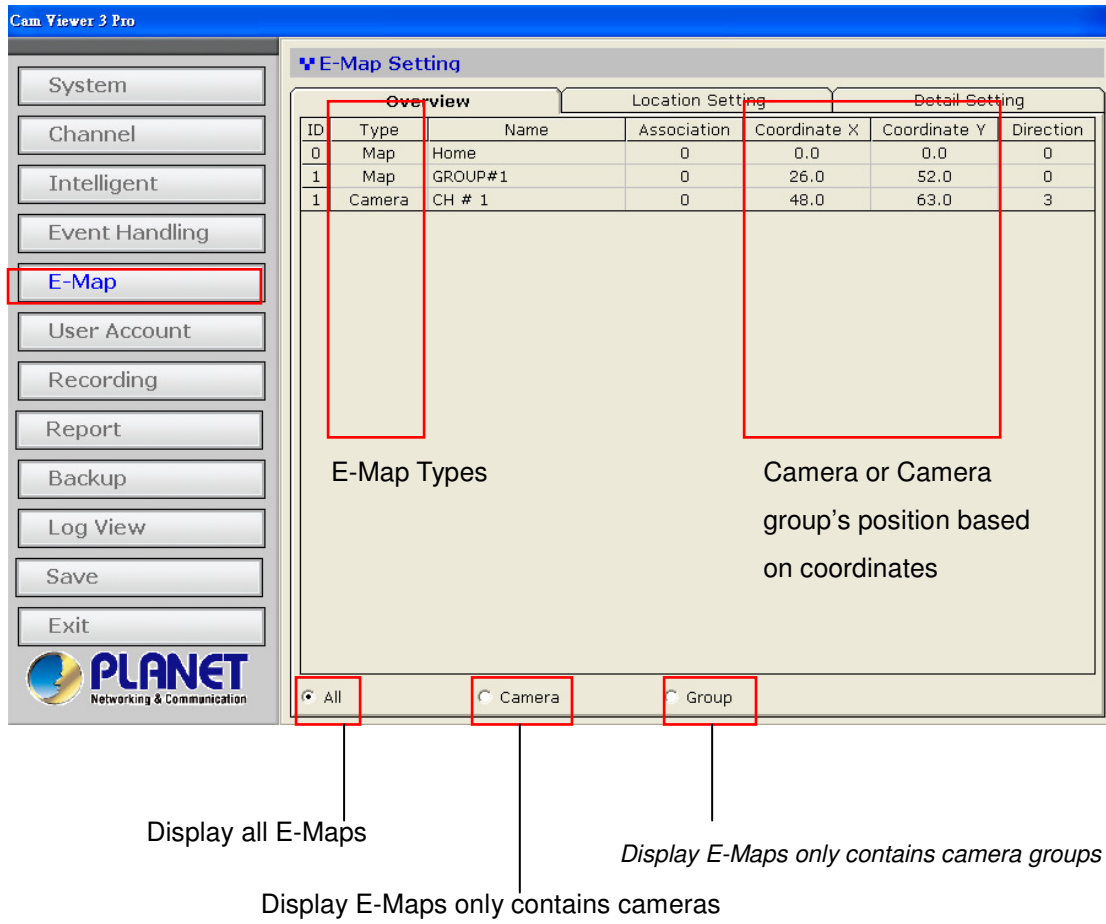 Cam Viewer 3 Pro
System
Channel
Intelligent
Event Handling
E-Map
User Account
Recording
Report
Backup
Log View
Save
Exit
PLANET
Networking & Communication
E-Map Setting
Overview Location Setting Detail Setting
ID Type Name Association Coordinate X Coordinate Y Direction
0 Map Home 0 0.0 0.0 0
1 Map GROUP#1 0 26.0 52.0 0
1 Camera CH # 1 0 48.0 63.0 3
E-Map Types
Camera or Camera
group’s position based
on coordinates
All Camera Group
Display all E-Maps
Display E-Maps only contains camera groups
Display E-Maps only contains cameras